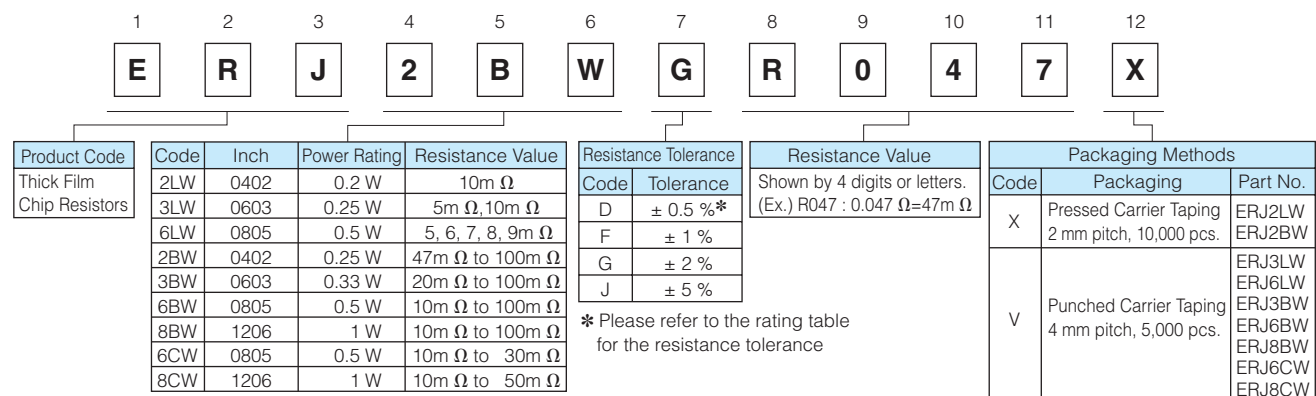 1 2 3 4 5 6 7 8 9 10 11 12
E R J 2 B W G R 0 4 7 X
Product Code
Thick Film
Chip Resistors
Code Inch Power Rating Resistance Value
2LW 0402 0.2 W 10m Ω
3LW 0603 0.25 W 5m Ω,10m Ω
6LW 0805 0.5 W 5, 6, 7, 8, 9m Ω
2BW 0402 0.25 W 47m Ω to 100m Ω
3BW 0603 0.33 W 20m Ω to 100m Ω
6BW 0805 0.5 W 10m Ω to 100m Ω
8BW 1206 1 W 10m Ω to 100m Ω
6CW 0805 0.5 W 10m Ω to 30m Ω
8CW 1206 1 W 10m Ω to 50m Ω
Resistance Tolerance
Code Tolerance
D ± 0.5 %✻
F ± 1 %
G ± 2 %
J ± 5 %
✻ Please refer to the rating table
for the resistance tolerance
Resistance Value
Shown by 4 digits or letters.
(Ex.) R047 : 0.047 Ω=47m Ω
Packaging Methods
Code Packaging Part No.
X Pressed Carrier Taping
2 mm pitch, 10,000 pcs.
ERJ2LW
ERJ2BW
V Punched Carrier Taping
4 mm pitch, 5,000 pcs.
ERJ3LW
ERJ6LW
ERJ3BW
ERJ6BW
ERJ8BW
ERJ6CW
ERJ8CW